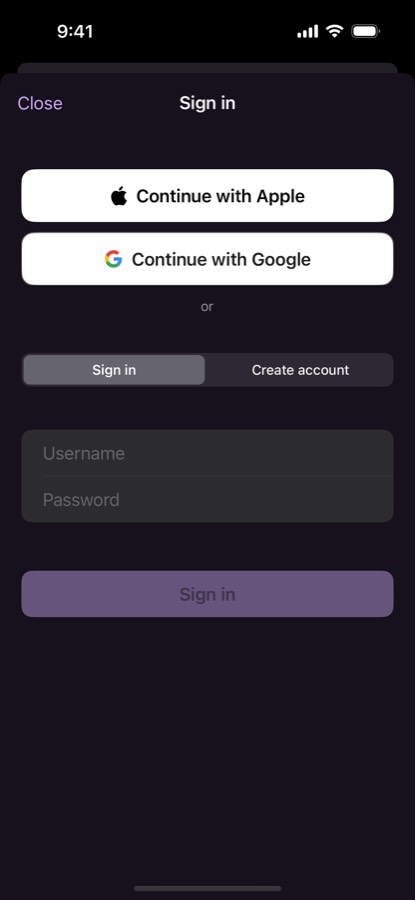 9:41
Close
Sign in
Continue with Apple
Continue with Google
or
Sign in
Create account
Username
Password
Sign in